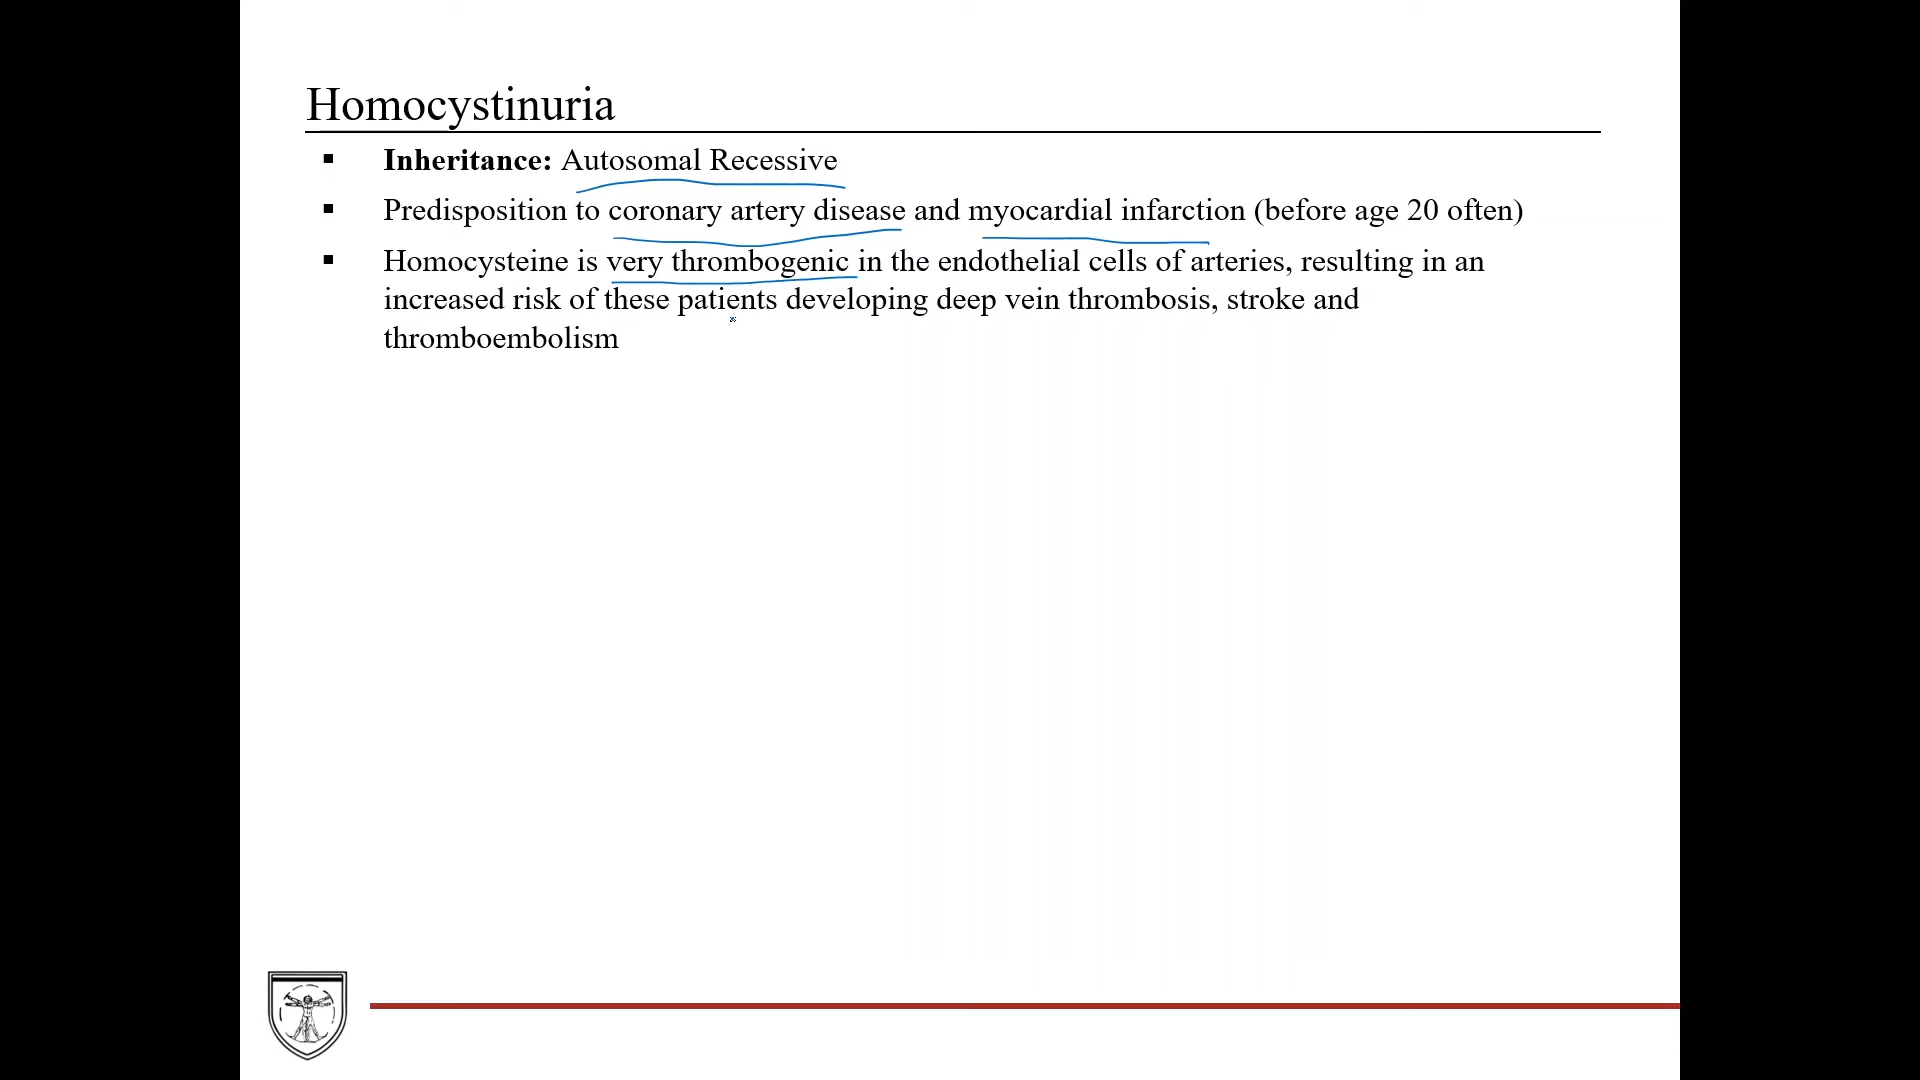 Homocystinuria
▪ Inheritance: Autosomal Recessive
▪ Predisposition to coronary artery disease and myocardial infarction (before age 20 often)
▪ Homocysteine is very thrombogenic in the endothelial cells of arteries, resulting in an
increased risk of these patients developing deep vein thrombosis, stroke and
thromboembolism